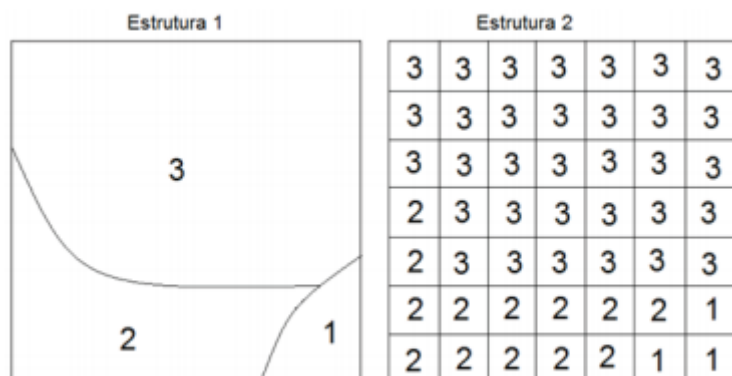 Estrutura 1
3
2
1
Estrutura 2
3 3 3 3 3 3 3
3 3 3 3 3 3 3
3 3 3 3 3 3 3
2 3 3 3 3 3 3
2 3 3 3 3 3 3
2 2 2 2 2 2 1
2 2 2 2 2 1 1